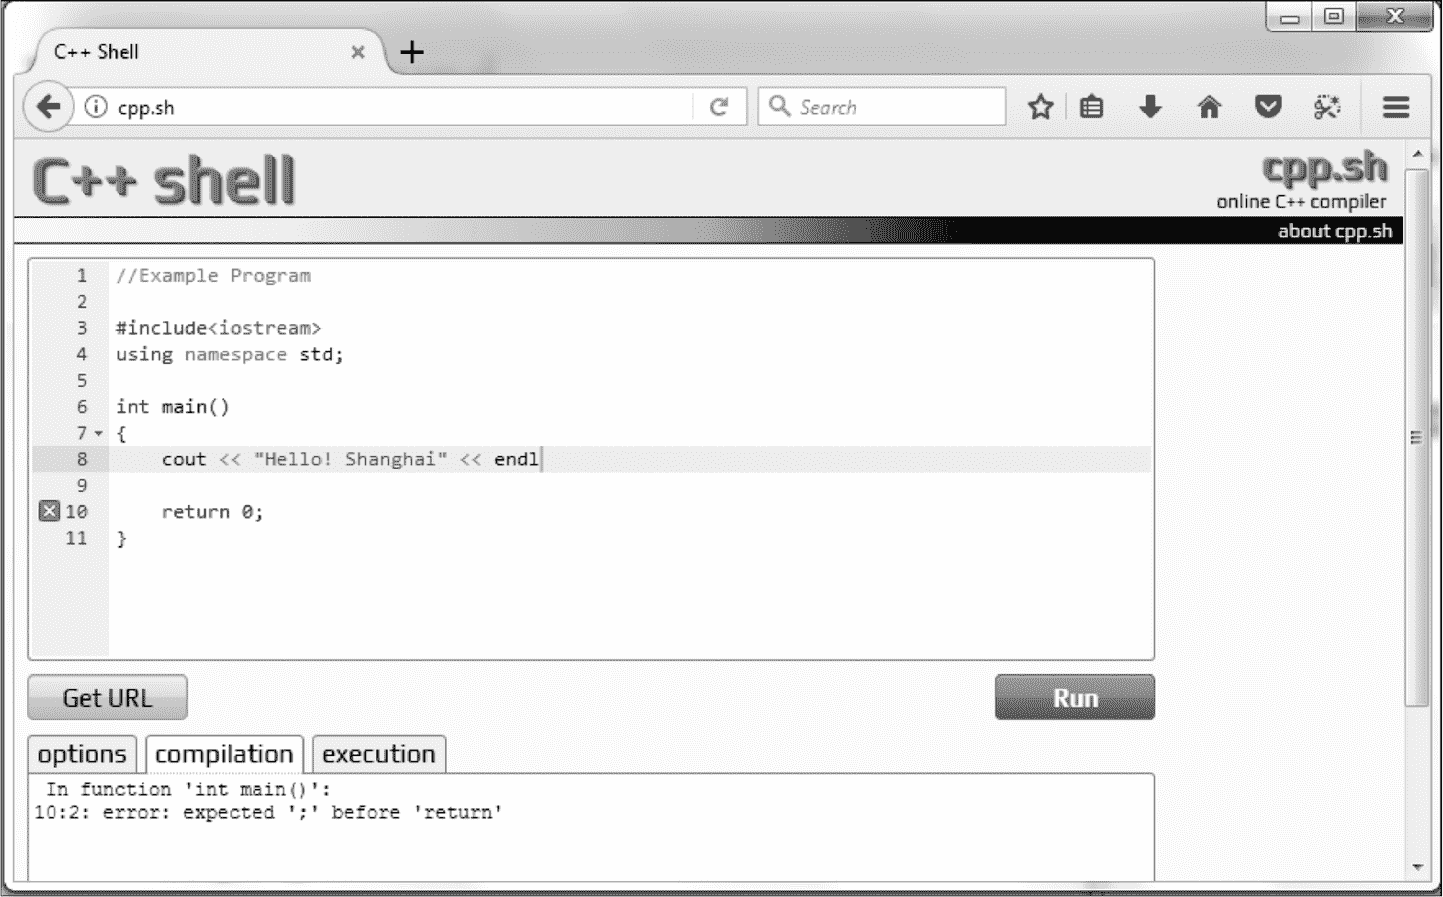 C++ Shell
cpp.sh
Search
C++ shell
cpp.sh
online C++ compiler
about cpp.sh
1 //Example Program
2
3 #include<iostream>
4 using namespace std;
5
6 int main()
7 {
8     cout << "Hello! Shanghai" << endl
9
10     return 0;
11 }
Get URL
Run
options compilation execution
In function 'int main()':
10:2: error: expected ';' before 'return'